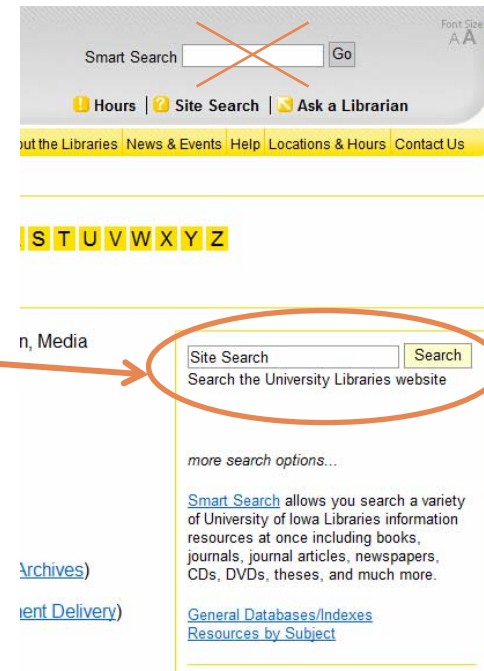 Font Size
A A
Smart Search Go
! Hours | ? Site Search | Ask a Librarian
the Libraries News & Events Help Locations & Hours Contact Us
S T U V W X Y Z
n, Media
Site Search Search
Search the University Libraries website
more search options...
Smart Search allows you search a variety
of University of Iowa Libraries information
resources at once including books,
journals, journal articles, newspapers,
CDs, DVDs, theses, and much more.
Archives)
ent Delivery)
General Databases/Indexes
Resources by Subject